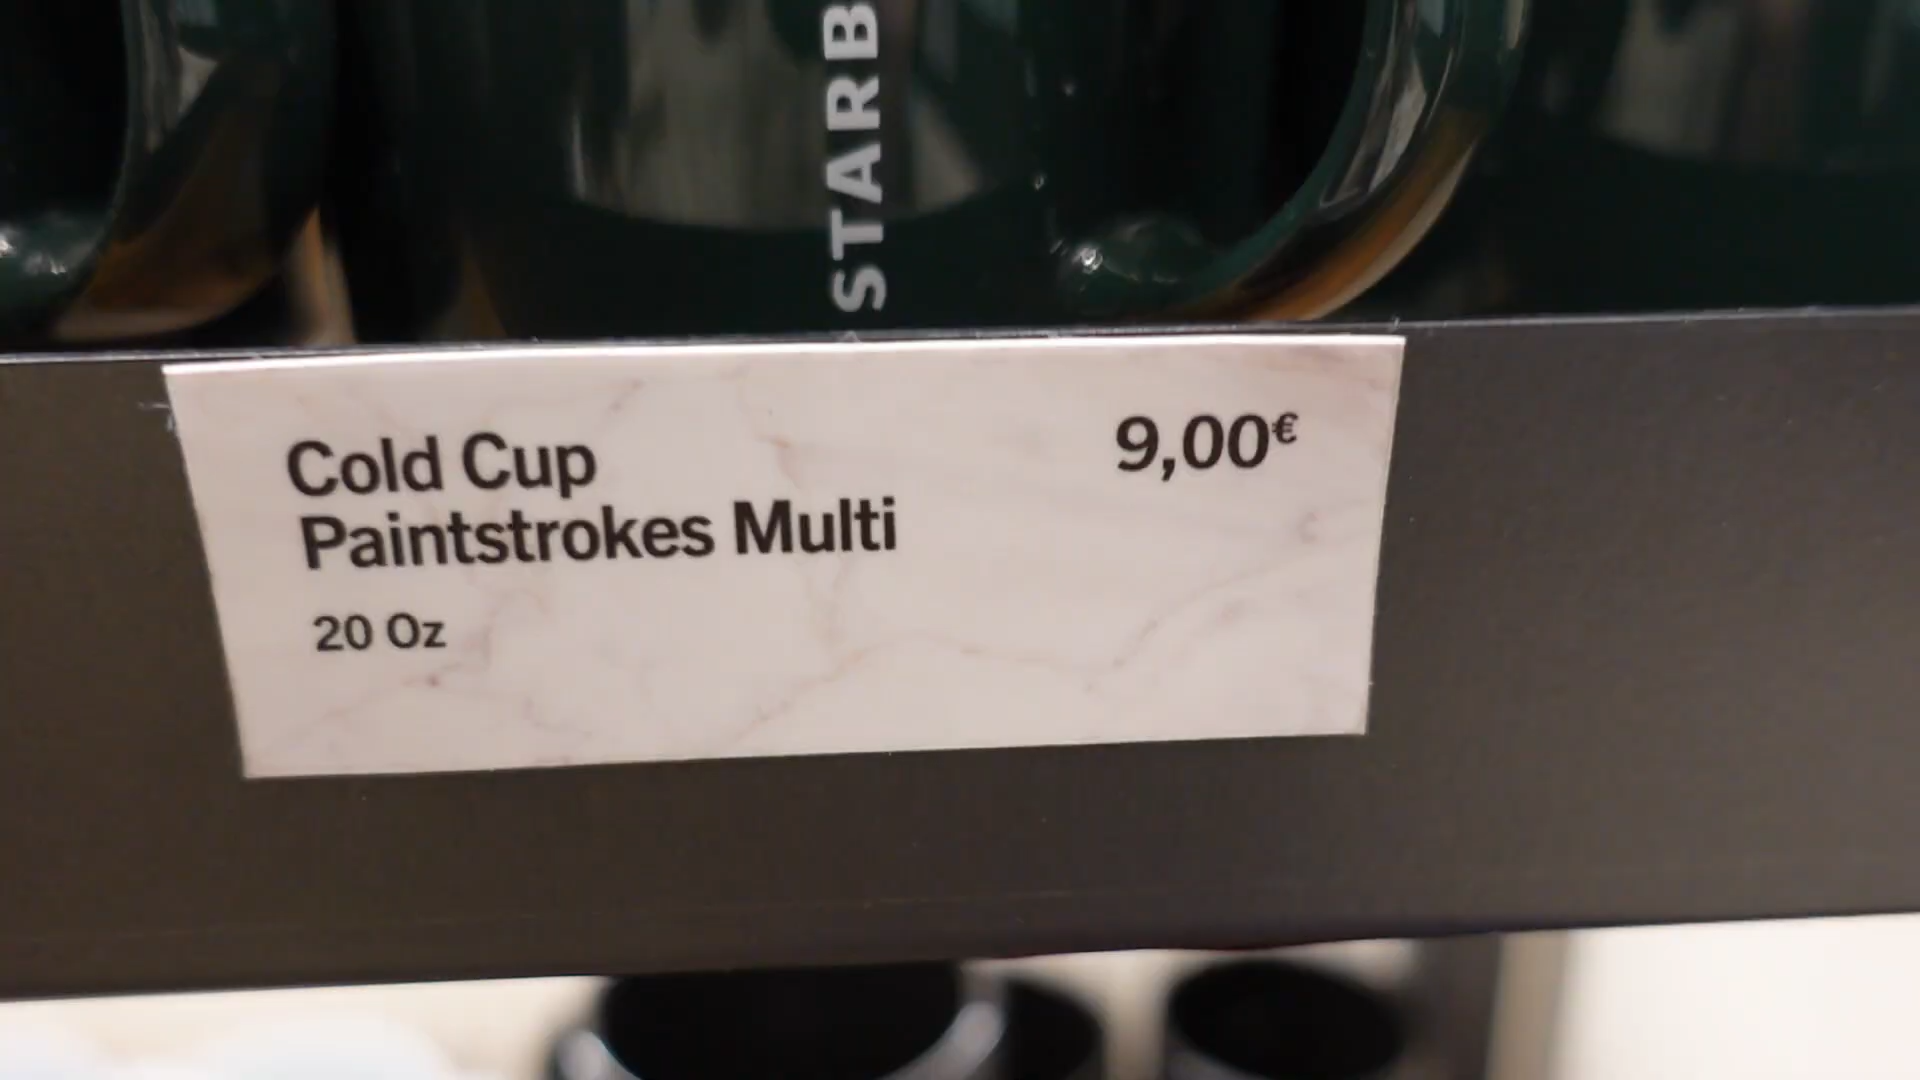 STARB
Cold Cup
Paintstrokes Multi
20 Oz
9,00€